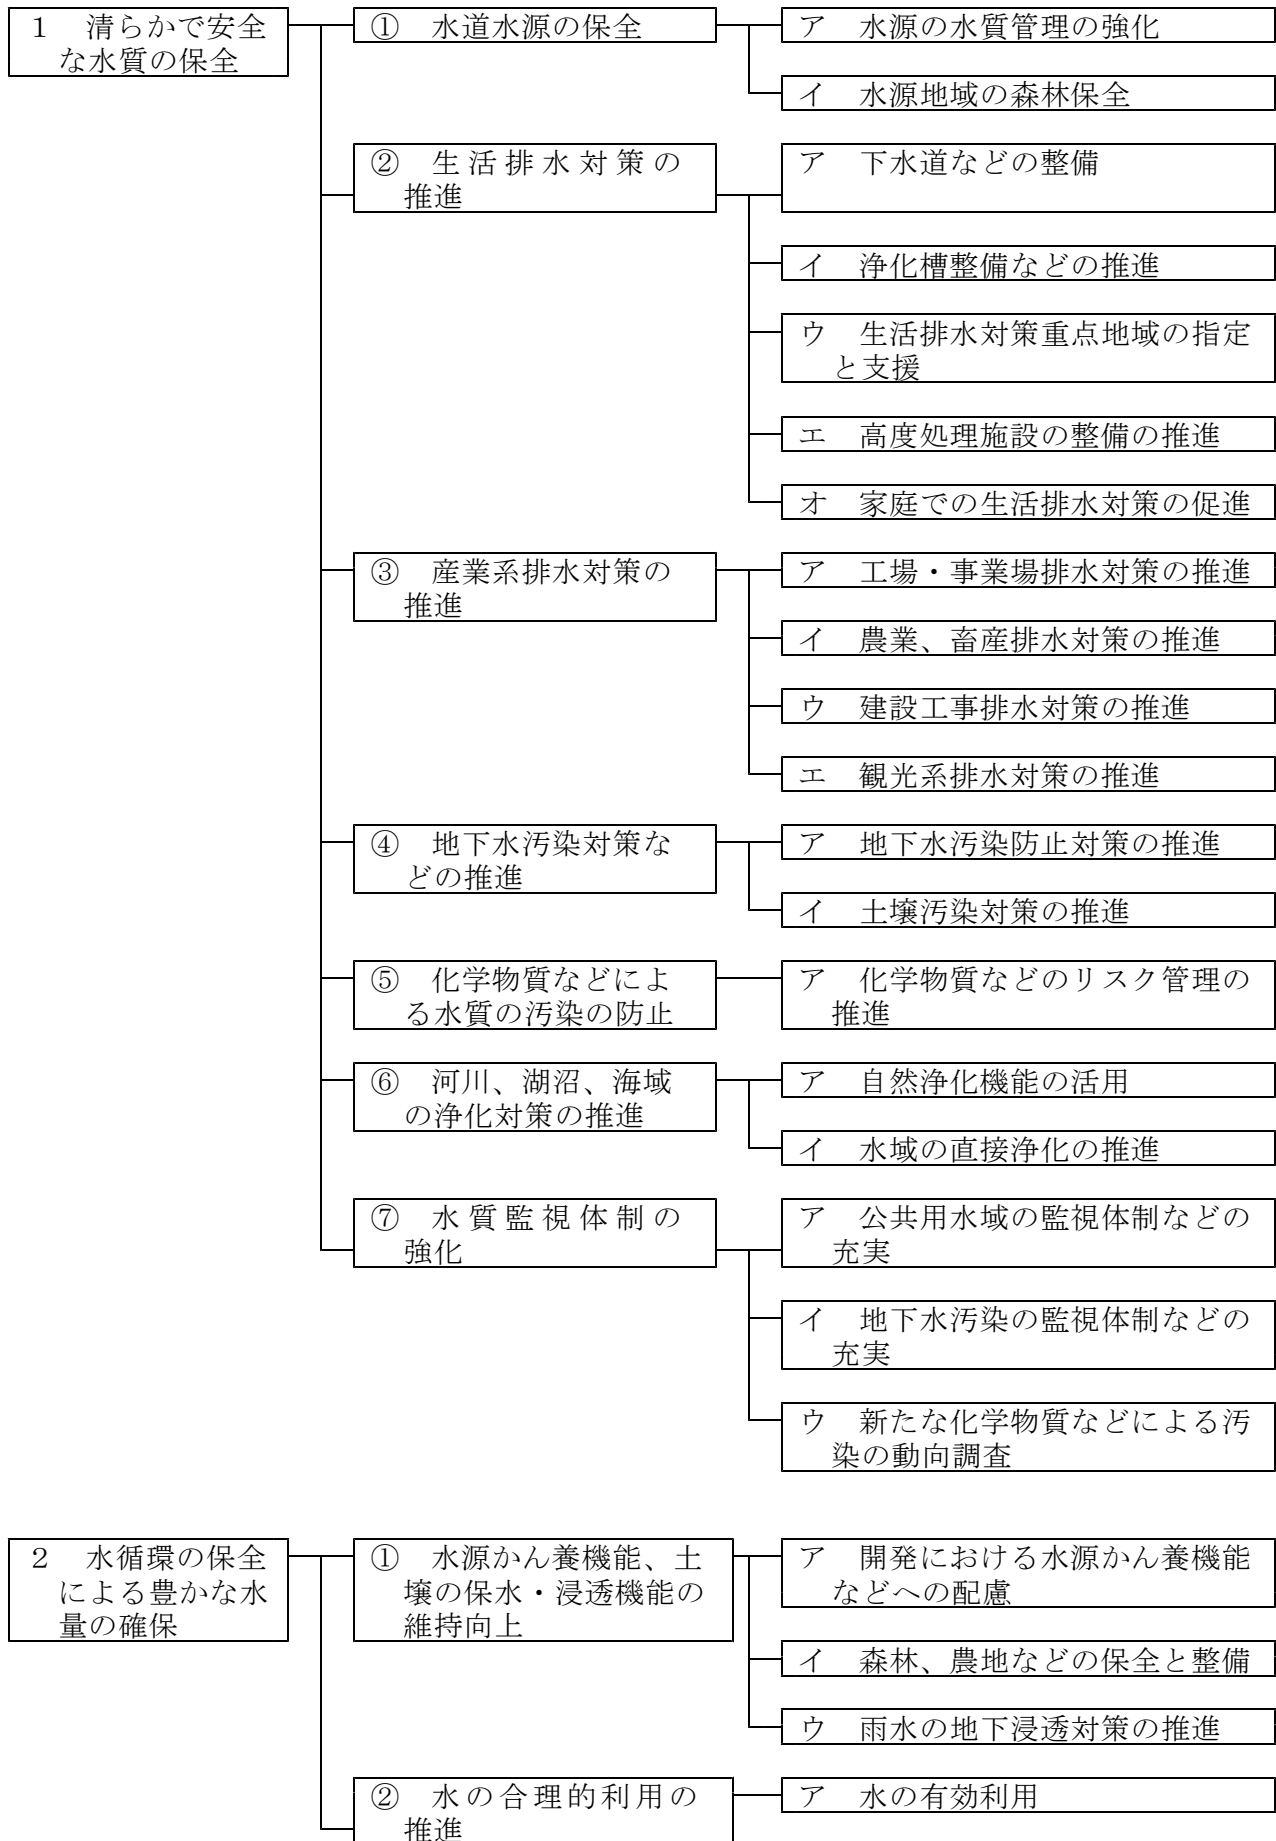 １　清らかで安全
な水質の保全
①　水道水源の保全
ア　水源の水質管理の強化
イ　水源地域の森林保全
②　生活排水対策の
推進
ア　下水道などの整備
イ　浄化槽整備などの推進
ウ　生活排水対策重点地域の指定
と支援
エ　高度処理施設の整備の推進
オ　家庭での生活排水対策の促進
③　産業系排水対策の
推進
ア　工場・事業場排水対策の推進
イ　農業、畜産排水対策の推進
ウ　建設工事排水対策の推進
エ　観光系排水対策の推進
④　地下水汚染対策な
どの推進
ア　地下水汚染防止対策の推進
イ　土壌汚染対策の推進
⑤　化学物質などによ
る水質の汚染の防止
ア　化学物質などのリスク管理の
推進
⑥　河川、湖沼、海域
の浄化対策の推進
ア　自然浄化機能の活用
イ　水域の直接浄化の推進
⑦　水質監視体制の
強化
ア　公共用水域の監視体制などの
充実
イ　地下水汚染の監視体制などの
充実
ウ　新たな化学物質などによる汚
染の動向調査
２　水循環の保全
による豊かな水
量の確保
①　水源かん養機能、土
壌の保水・浸透機能の
維持向上
ア　開発における水源かん養機能
などへの配慮
イ　森林、農地などの保全と整備
ウ　雨水の地下浸透対策の推進
②　水の合理的利用の
推進
ア　水の有効利用